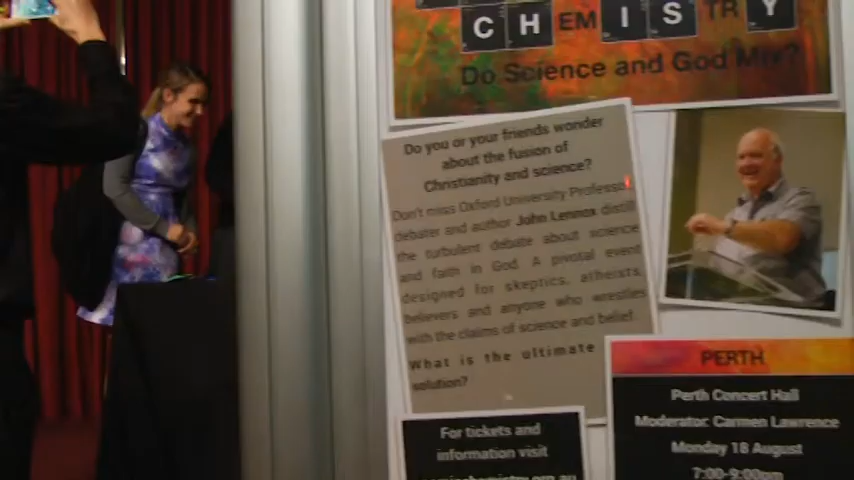 CHEMISTRY
Do Science and God Mix?
Do you or your friends wonder
about the fusion of
Christianity and science?
Don't miss Oxford University Professor,
debater and author John Lennox distill
the turbulent debate about science
and faith in God. A pivotal event
designed for skeptics, atheists,
believers and anyone who wrestles
with the claims of science and belief.
What is the ultimate
solution?
For tickets and
information visit
PERTH
Perth Concert Hall
Moderator: Carmen Lawrence
Monday 18 August
7:00-9:00pm